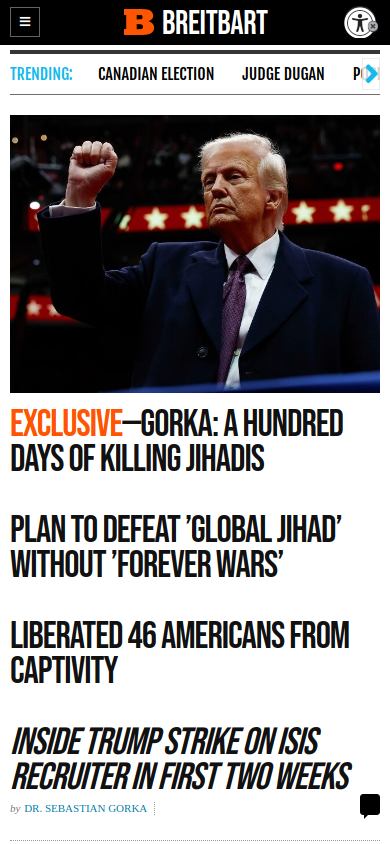 BREITBART
TRENDING: CANADIAN ELECTION JUDGE DUGAN
EXCLUSIVE—GORKA: A HUNDRED
DAYS OF KILLING JIHADIS
PLAN TO DEFEAT ’GLOBAL JIHAD’
WITHOUT ’FOREVER WARS’
LIBERATED 46 AMERICANS FROM
CAPTIVITY
INSIDE TRUMP STRIKE ON ISIS
RECRUITER IN FIRST TWO WEEKS
by DR. SEBASTIAN GORKA